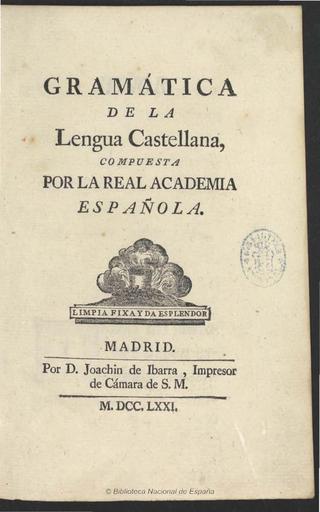 GRAMÁTICA
DE LA
Lengua Castellana,
COMPUESTA
POR LA REAL ACADEMIA
ESPAÑOLA.
LIMPIA FIXA Y DA ESPLENDOR
MADRID.
Por D. Joachin de Ibarra, Impresor
de Cámara de S. M.
M. DCC. LXXI.
© Biblioteca Nacional de España